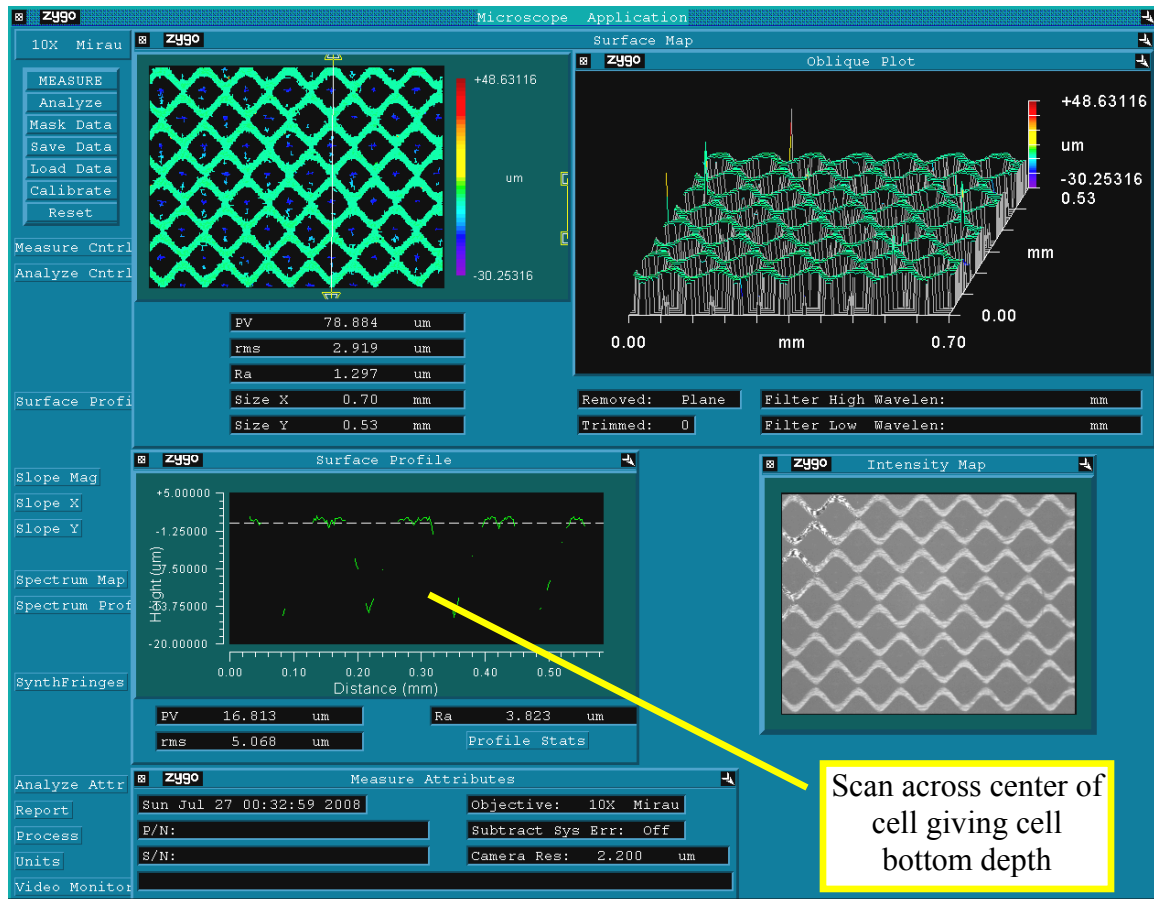 zygo
Microscope Application
10X Mirau
MEASURE
Analyze
Mask Data
Save Data
Load Data
Calibrate
Reset
Measure Cntrl
Analyze Cntrl
Surface Profi
Slope Mag
Slope X
Slope Y
Spectrum Map
Spectrum Prof
SynthFringes
Analyze Attr
Report
Process
Units
Video Monitor
zygo
Surface Map
+48.63116
um
-30.25316
zygo
Oblique Plot
+48.63116
um
-30.25316
0.53
mm
0.00
0.00 mm 0.70
PV 78.884 um
rms 2.919 um
Ra 1.297 um
Size X 0.70 mm
Size Y 0.53 mm
Removed: Plane
Trimmed: 0
Filter High Wavelen: mm
Filter Low Wavelen: mm
zygo
Surface Profile
+5.00000
-1.25000
-7.50000
-13.75000
-20.00000
Height (um)
0.00 0.10 0.20 0.30 0.40 0.50
Distance (mm)
PV 16.813 um
rms 5.068 um
Ra 3.823 um
Profile Stats
zygo
Intensity Map
zygo
Measure Attributes
Sun Jul 27 00:32:59 2008
P/N:
S/N:
Objective: 10X Mirau
Subtract Sys Err: Off
Camera Res: 2.200 um
Scan across center of
cell giving cell
bottom depth